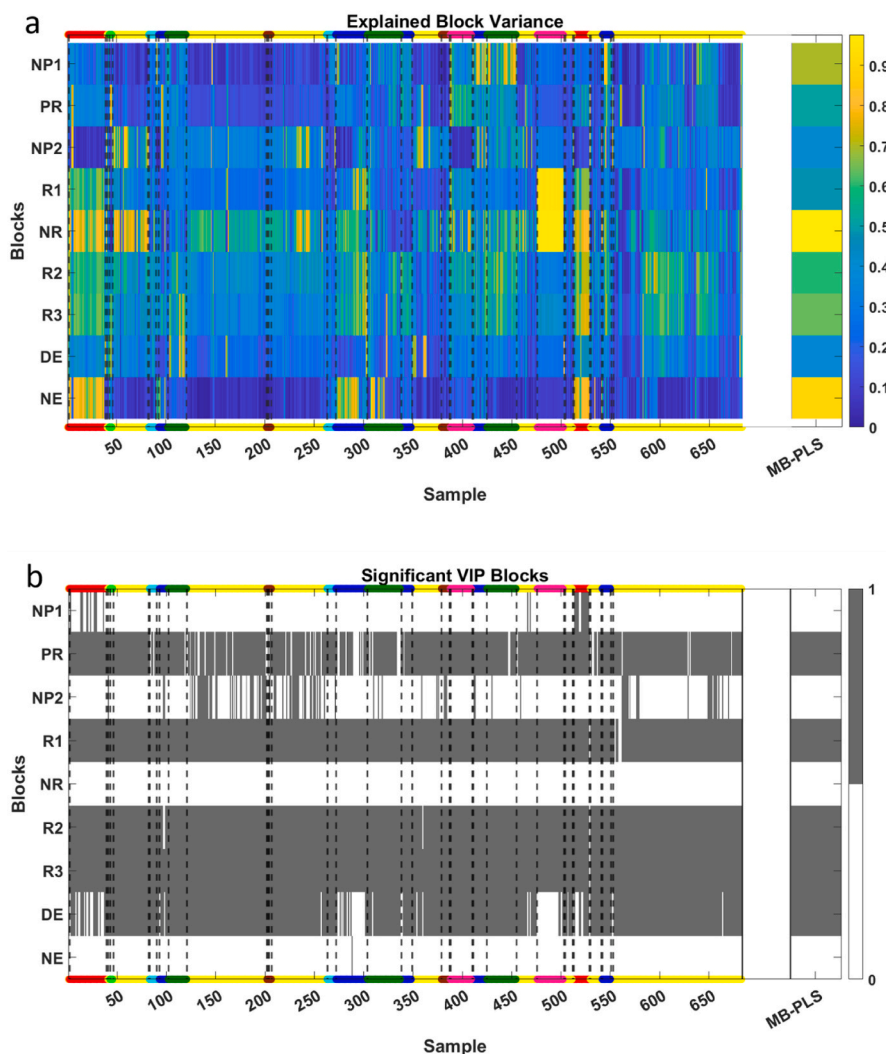 a
Explained Block Variance
NP1
PR
NP2
R1
NR
R2
R3
DE
NE
Blocks
50
100
150
200
250
300
350
400
450
500
550
600
650
MB-PLS
Sample
0.9
0.8
0.7
0.6
0.5
0.4
0.3
0.2
0.1
0
b
Significant VIP Blocks
NP1
PR
NP2
R1
NR
R2
R3
DE
NE
Blocks
50
100
150
200
250
300
350
400
450
500
550
600
650
MB-PLS
Sample
1
0